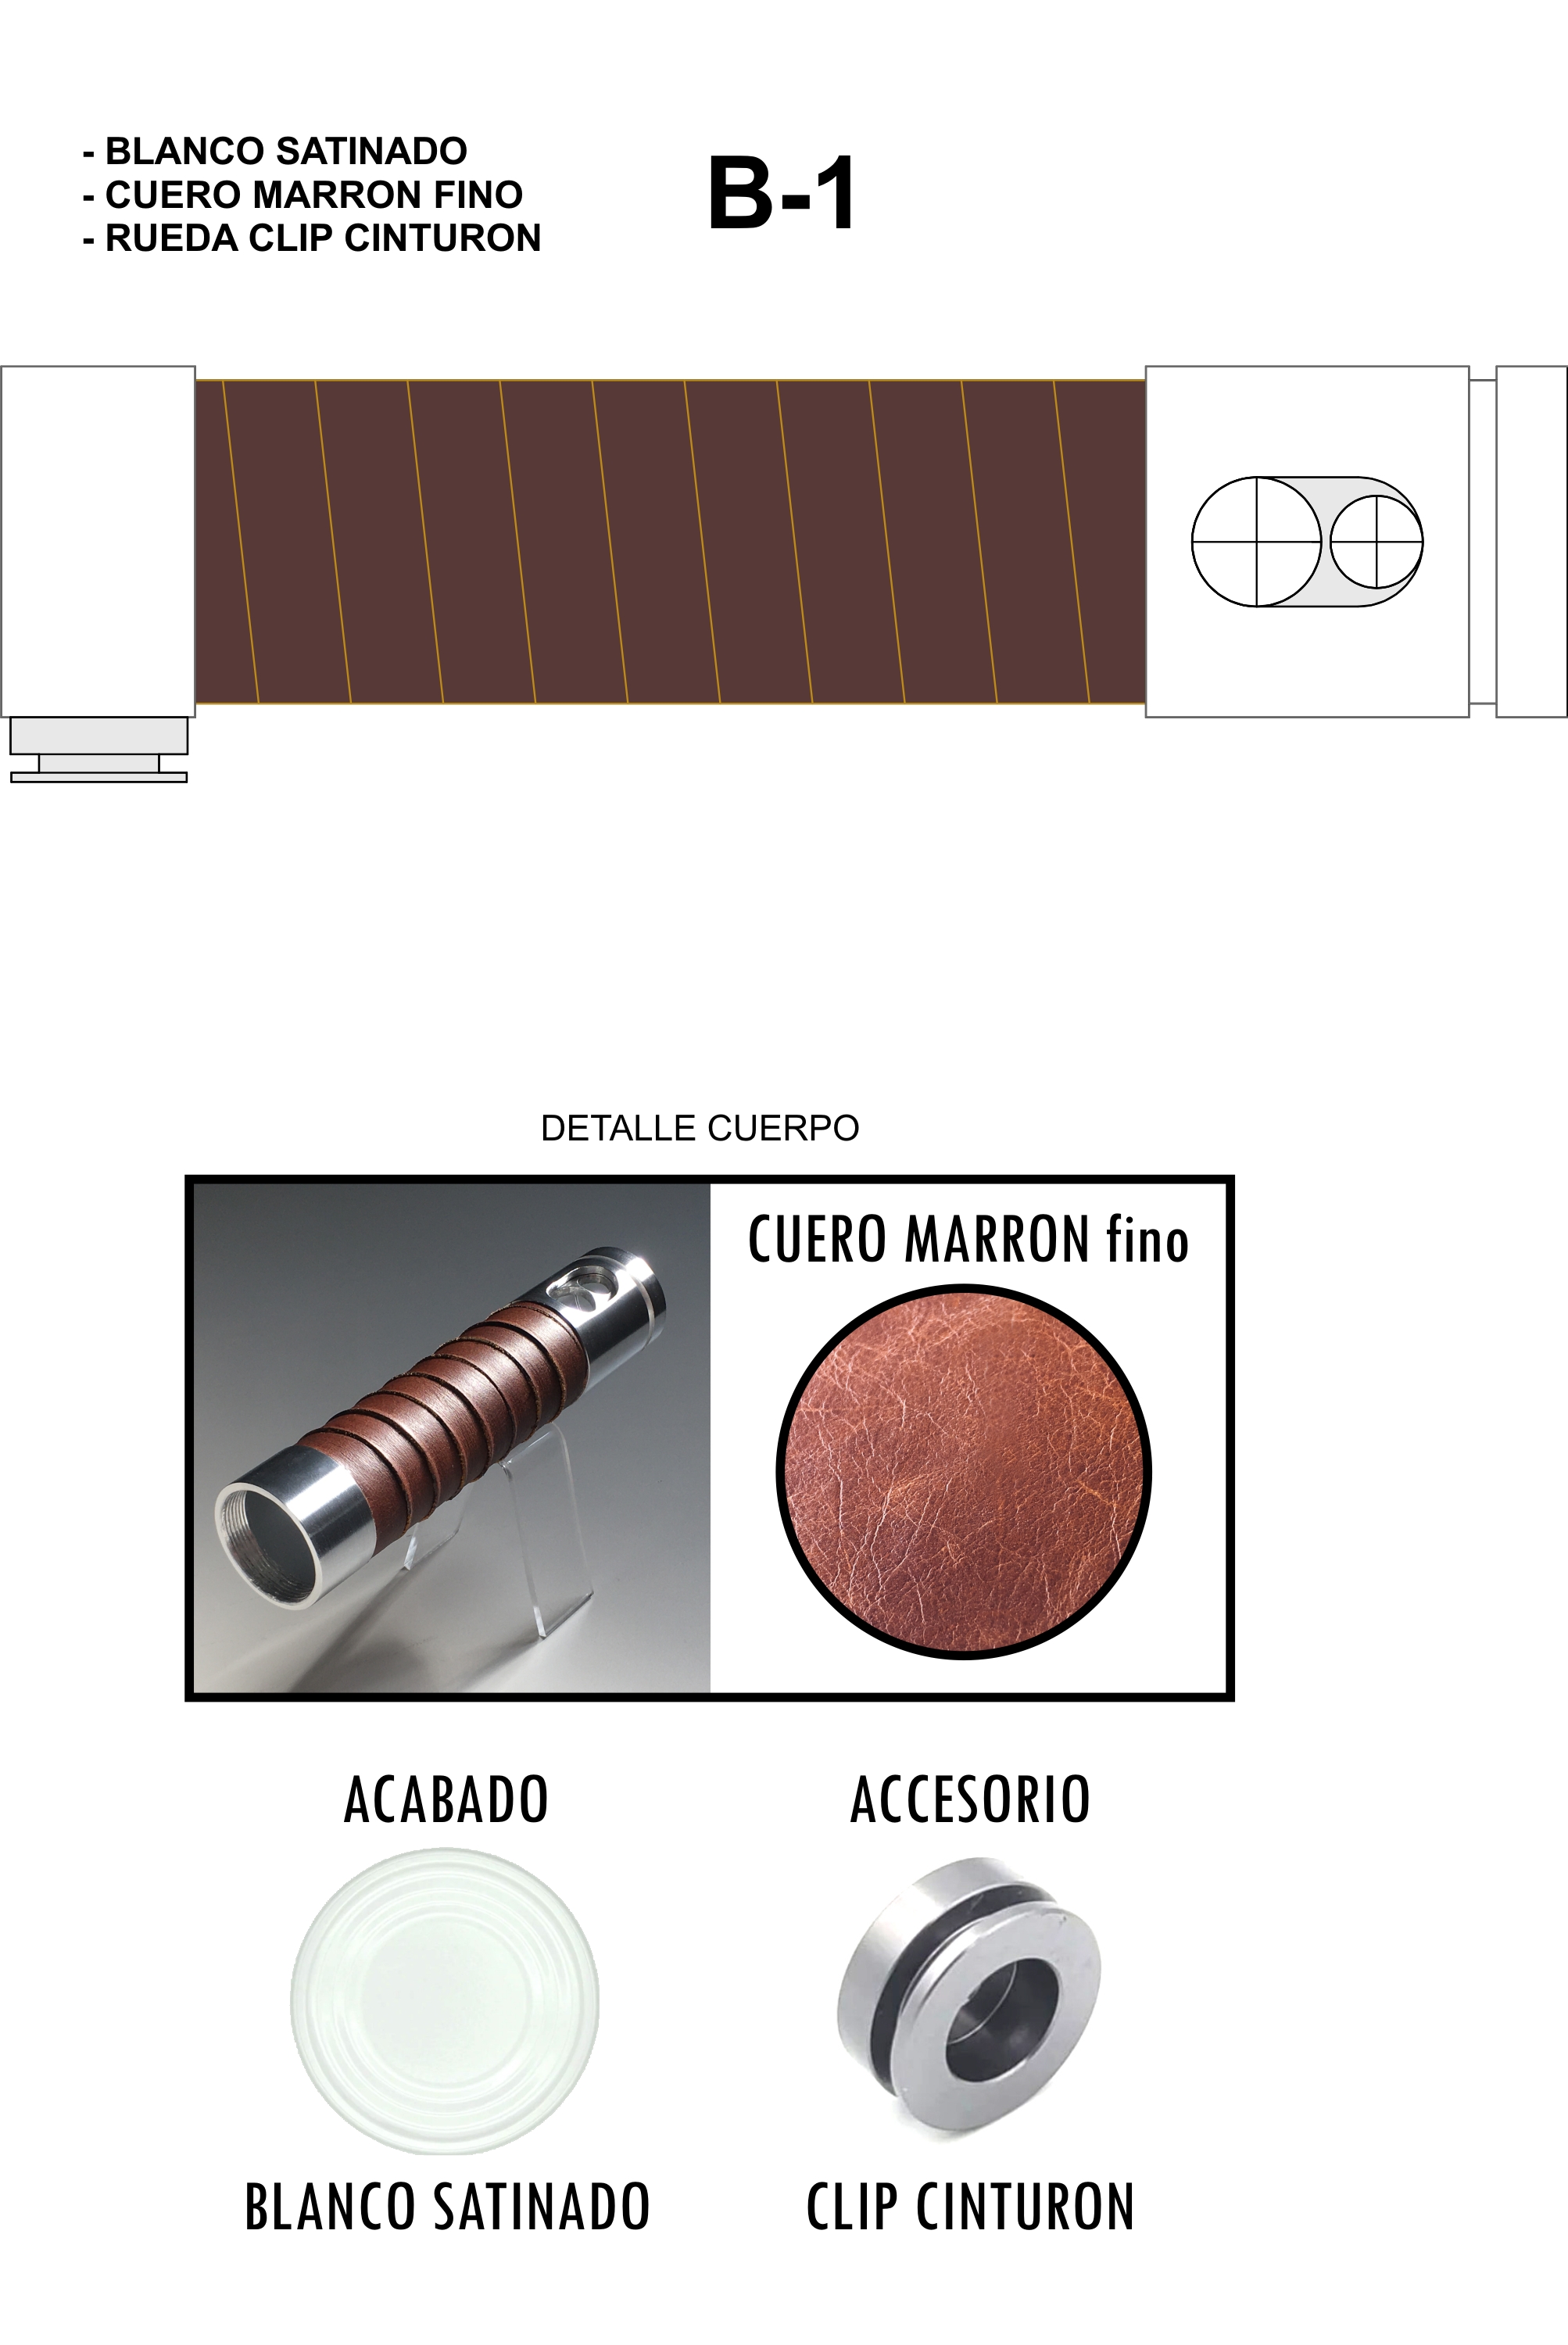 - BLANCO SATINADO
- CUERO MARRON FINO
- RUEDA CLIP CINTURON
B-1
DETALLE CUERPO
CUERO MARRON fino
ACABADO
ACCESORIO
BLANCO SATINADO
CLIP CINTURON